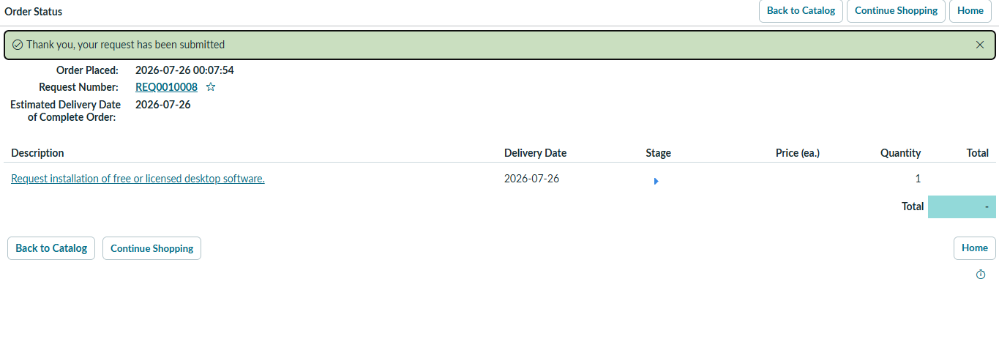 Order Status
Back to Catalog
Continue Shopping
Home
Thank you, your request has been submitted
Order Placed: 2026-07-26 00:07:54
Request Number: REQ0010008
Estimated Delivery Date 2026-07-26
of Complete Order:
Description Delivery Date Stage Price (ea.) Quantity Total
Request installation of free or licensed desktop software. 2026-07-26 1
Total -
Back to Catalog
Continue Shopping
Home